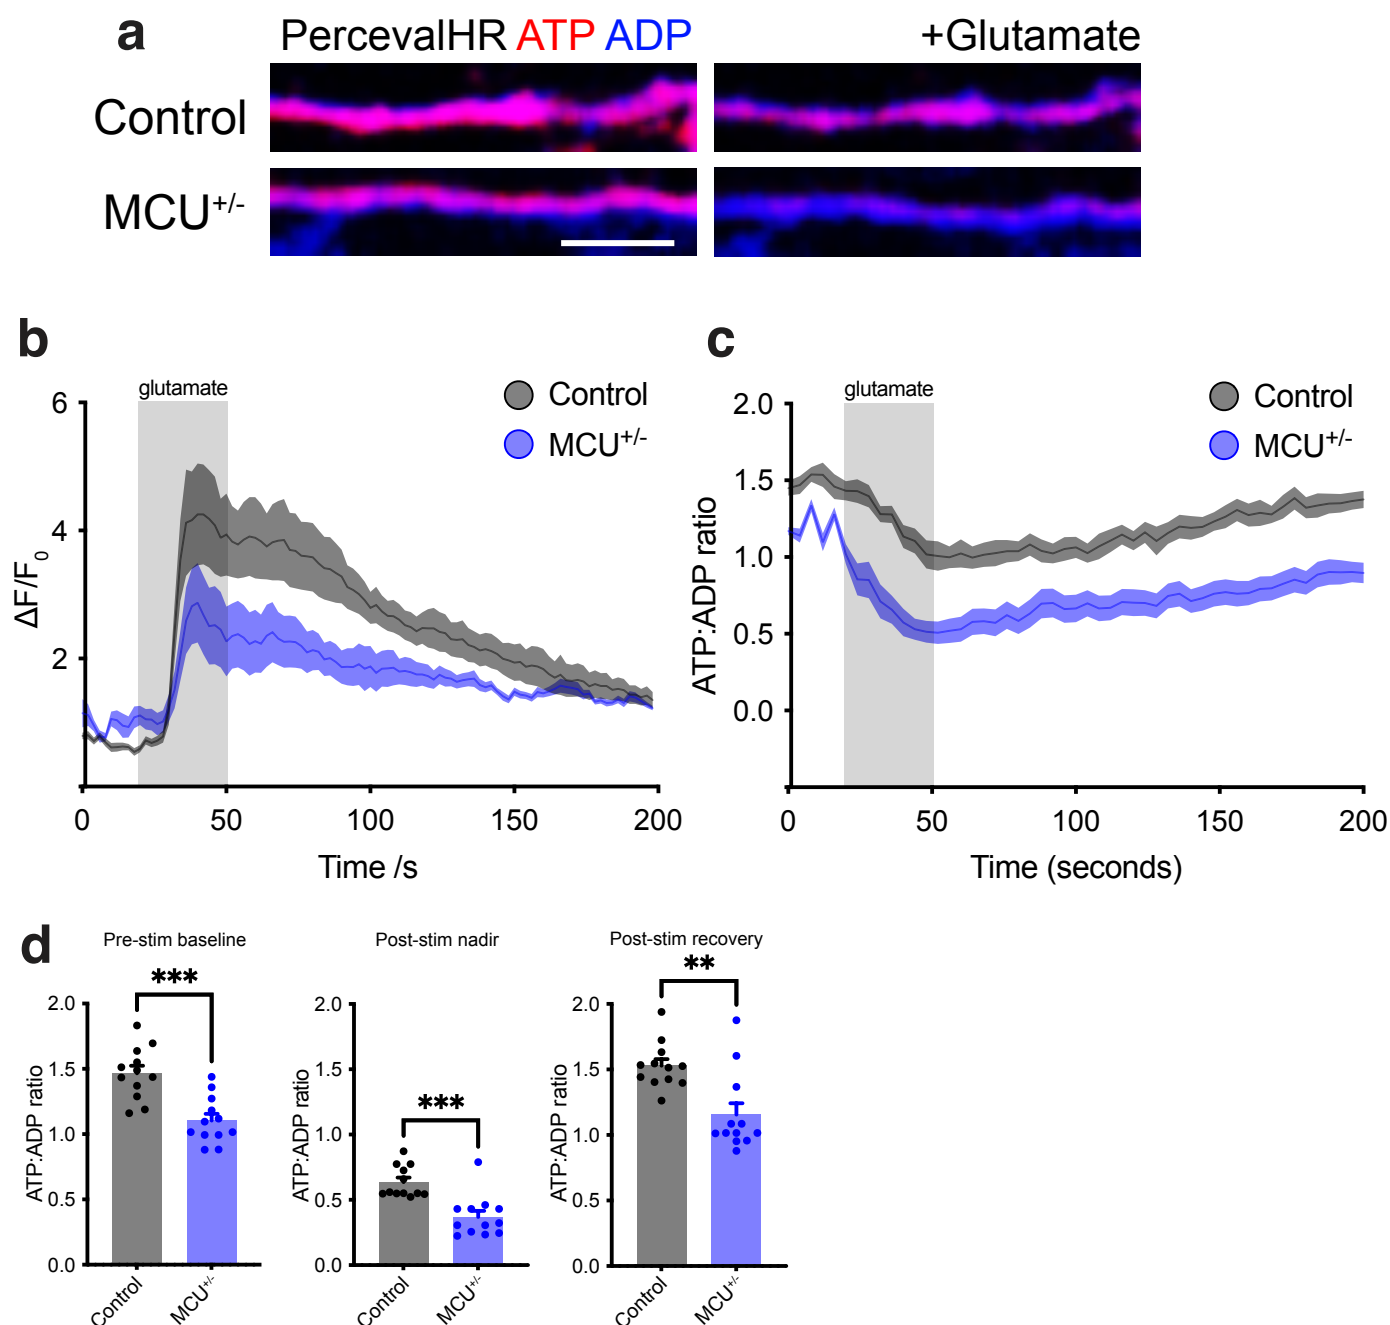 a
PercevalHR ATP ADP
+Glutamate
Control
MCU+/-
b
glutamate
Control
MCU+/-
6
4
2
ΔF/F0
0
50
100
150
200
Time /s
c
glutamate
Control
MCU+/-
2.0
1.5
1.0
0.5
0.0
ATP:ADP ratio
0
50
100
150
200
Time (seconds)
d
Pre-stim baseline
***
2.0
1.5
1.0
0.5
0.0
ATP:ADP ratio
Control
MCU+/-
Post-stim nadir
***
2.0
1.5
1.0
0.5
0.0
ATP:ADP ratio
Control
MCU+/-
Post-stim recovery
**
2.0
1.5
1.0
0.5
0.0
ATP:ADP ratio
Control
MCU+/-